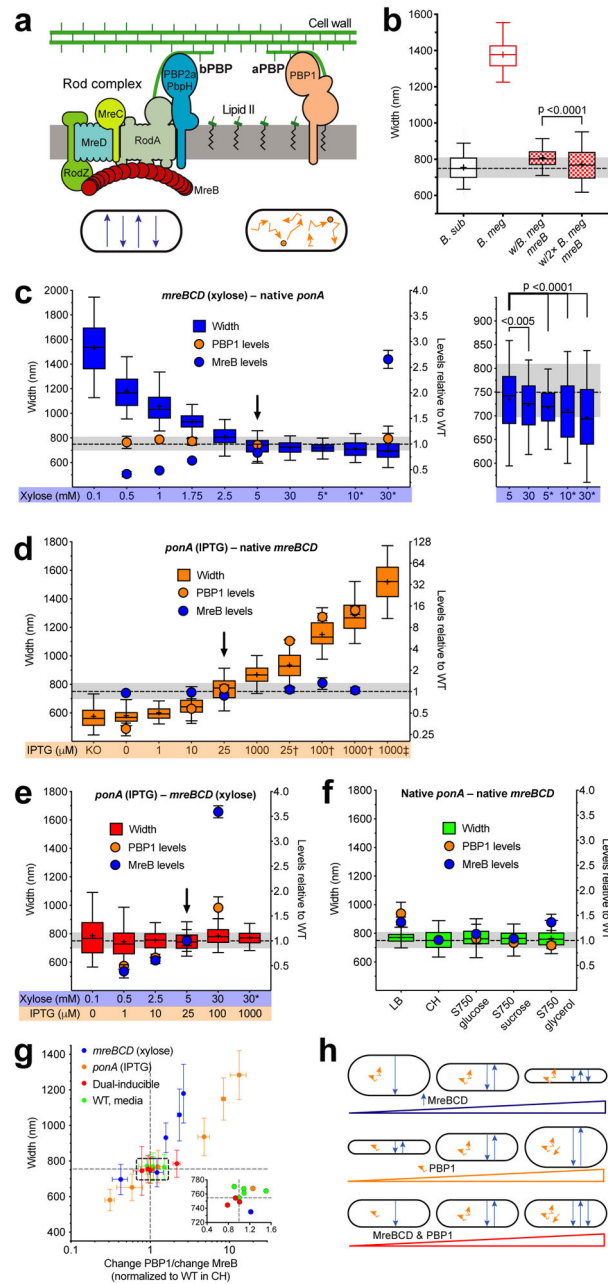 a
Cell wall
bPBP
aPBP
PBP2a
PbpH
PBP1
Rod complex
Lipid II
MreC
MreD
RodA
RodZ
MreB
b
Width (nm)
1600
1400
1200
1000
800
600
400
p <0.0001
B. sub
B. meg
w/B. meg mreB
w/2× B. meg mreB
c
mreBCD (xylose) – native ponA
Width
PBP1 levels
MreB levels
Width (nm)
2000
1800
1600
1400
1200
1000
800
600
Levels relative to WT
4.0
3.5
3.0
2.5
2.0
1.5
1.0
0.5
Xylose (mM) 0.1 0.5 1 1.75 2.5 5 30 5* 10* 30*
p <0.0001
<0.005
900
850
800
750
700
650
600
5 30 5* 10* 30*
d
ponA (IPTG) – native mreBCD
Width
PBP1 levels
MreB levels
Width (nm)
1800
1600
1400
1200
1000
800
600
Levels relative to WT
128
64
32
16
8
4
2
1
0.5
0.25
IPTG (μM) KO 0 1 10 25 1000 25† 100† 1000† 1000‡
e
ponA (IPTG) – mreBCD (xylose)
Width
PBP1 levels
MreB levels
Width (nm)
1800
1600
1400
1200
1000
800
600
Levels relative to WT
4.0
3.5
3.0
2.5
2.0
1.5
1.0
0.5
Xylose (mM) 0.1 0.5 2.5 5 30 30*
IPTG (μM) 0 1 10 25 100 1000
f
Native ponA – native mreBCD
Width
PBP1 levels
MreB levels
Width (nm)
1800
1600
1400
1200
1000
800
600
Levels relative to WT
4.0
3.5
3.0
2.5
2.0
1.5
1.0
0.5
LB
CH
S750 glucose
S750 sucrose
S750 glycerol
g
mreBCD (xylose)
ponA (IPTG)
Dual-inducible
WT, media
Width (nm)
1400
1200
1000
800
600
400
0.1 1 10
780
760
740
720
0.4 0.8 1.2 1.6
Change PBP1/change MreB
(normalized to WT in CH)
h
MreBCD
PBP1
MreBCD & PBP1